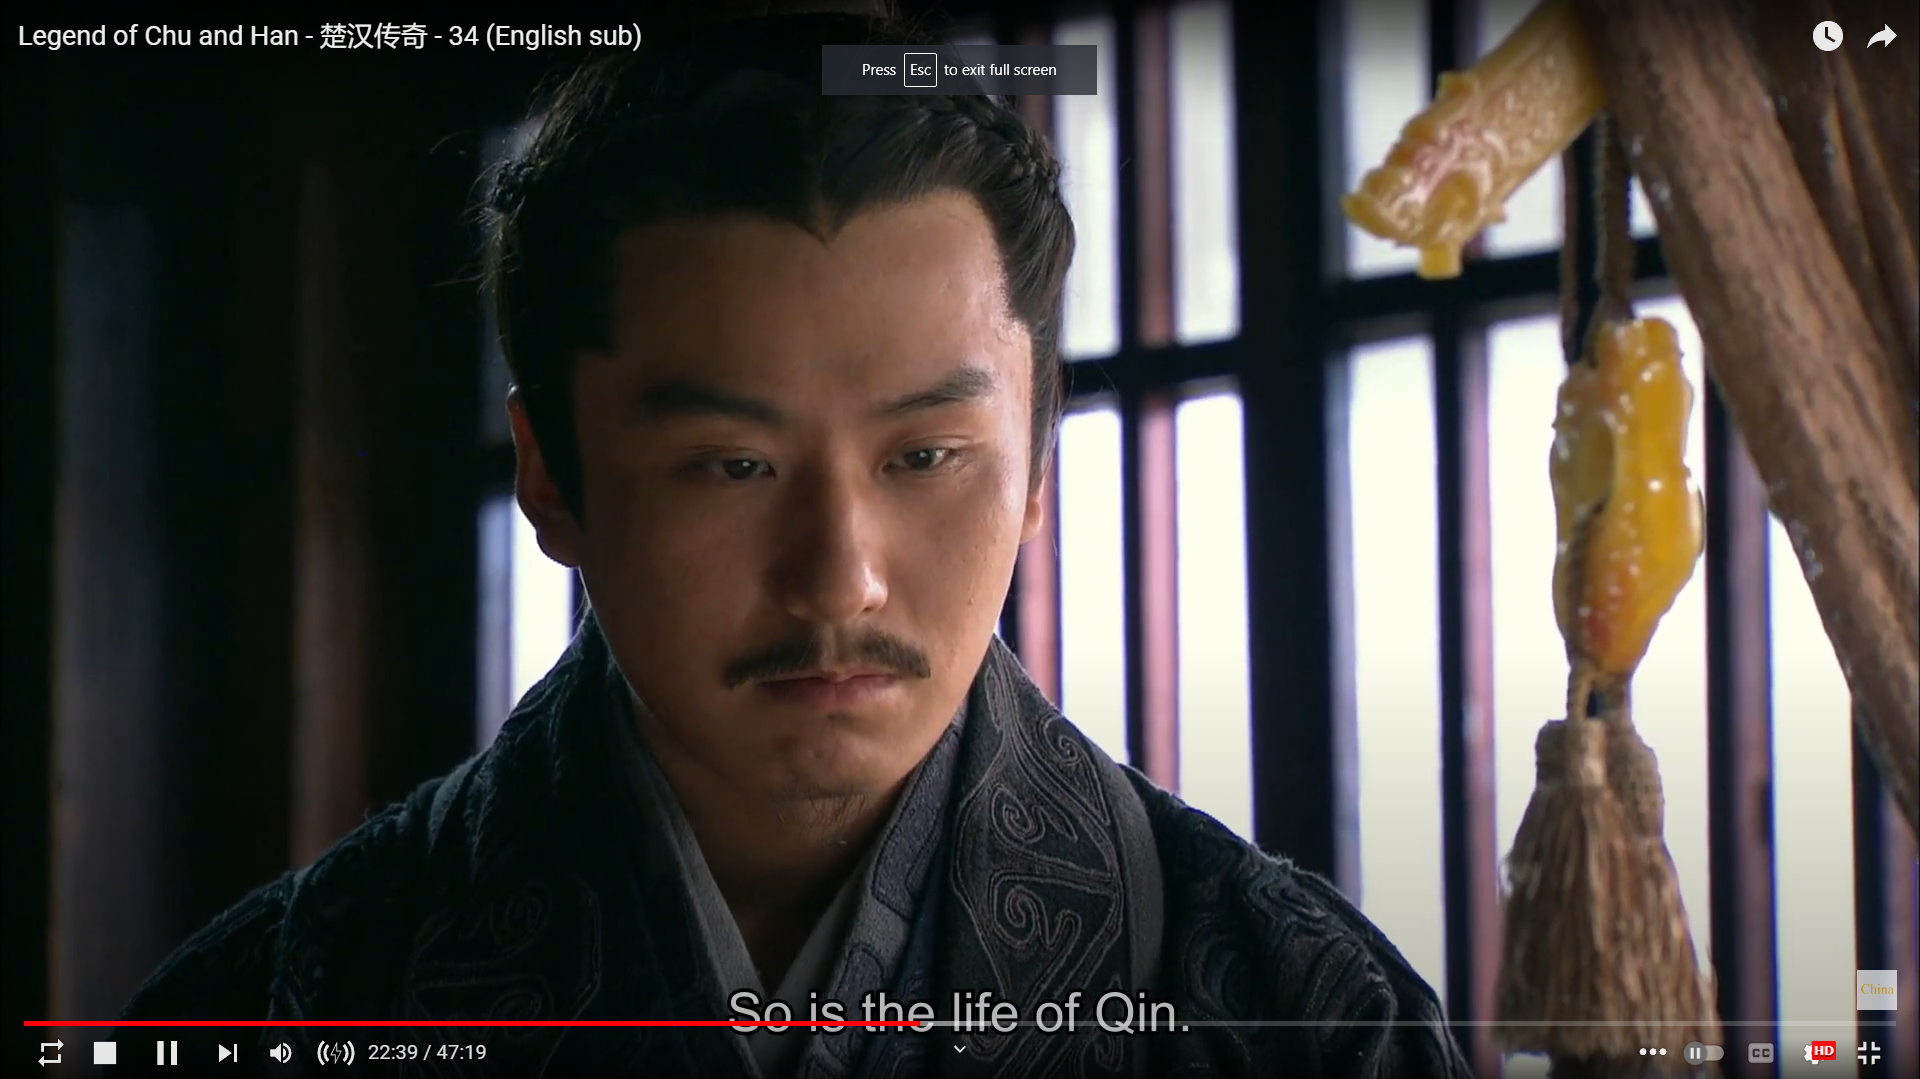 Legend of Chu and Han - 楚汉传奇 - 34 (English sub)
Press Esc to exit full screen
China
So is the life of Qin.
22:39 / 47:19
CC
HD